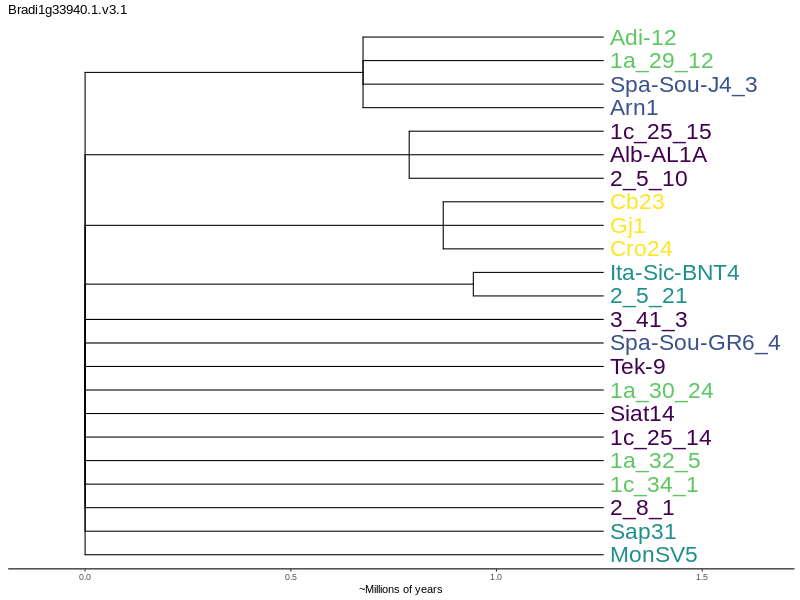 Bradi1g33940.1.v3.1
Adi-12
1a_29_12
Spa-Sou-J4_3
Arn1
1c_25_15
Alb-AL1A
2_5_10
Cb23
Gj1
Cro24
Ita-Sic-BNT4
2_5_21
3_41_3
Spa-Sou-GR6_4
Tek-9
1a_30_24
Siat14
1c_25_14
1a_32_5
1c_34_1
2_8_1
Sap31
MonSV5
0.0 0.5 1.0 1.5
~Millions of years